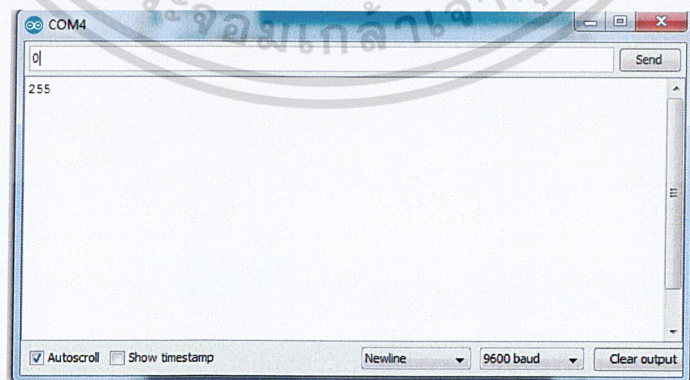 COM4
0
Send
255
Autoscroll
Show timestamp
Newline
9600 baud
Clear output